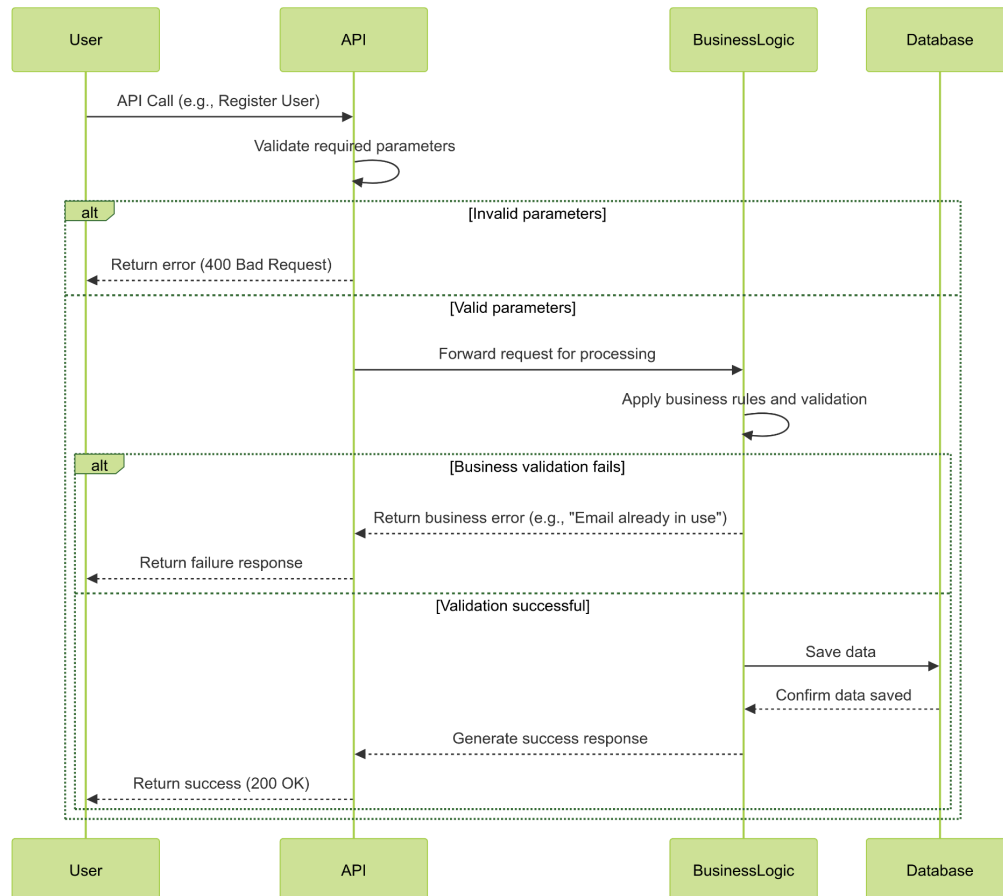 User
API
BusinessLogic
Database
API Call (e.g., Register User)
Validate required parameters
alt
[Invalid parameters]
Return error (400 Bad Request)
[Valid parameters]
Forward request for processing
Apply business rules and validation
alt
[Business validation fails]
Return business error (e.g., "Email already in use")
Return failure response
[Validation successful]
Save data
Confirm data saved
Generate success response
Return success (200 OK)
User
API
BusinessLogic
Database